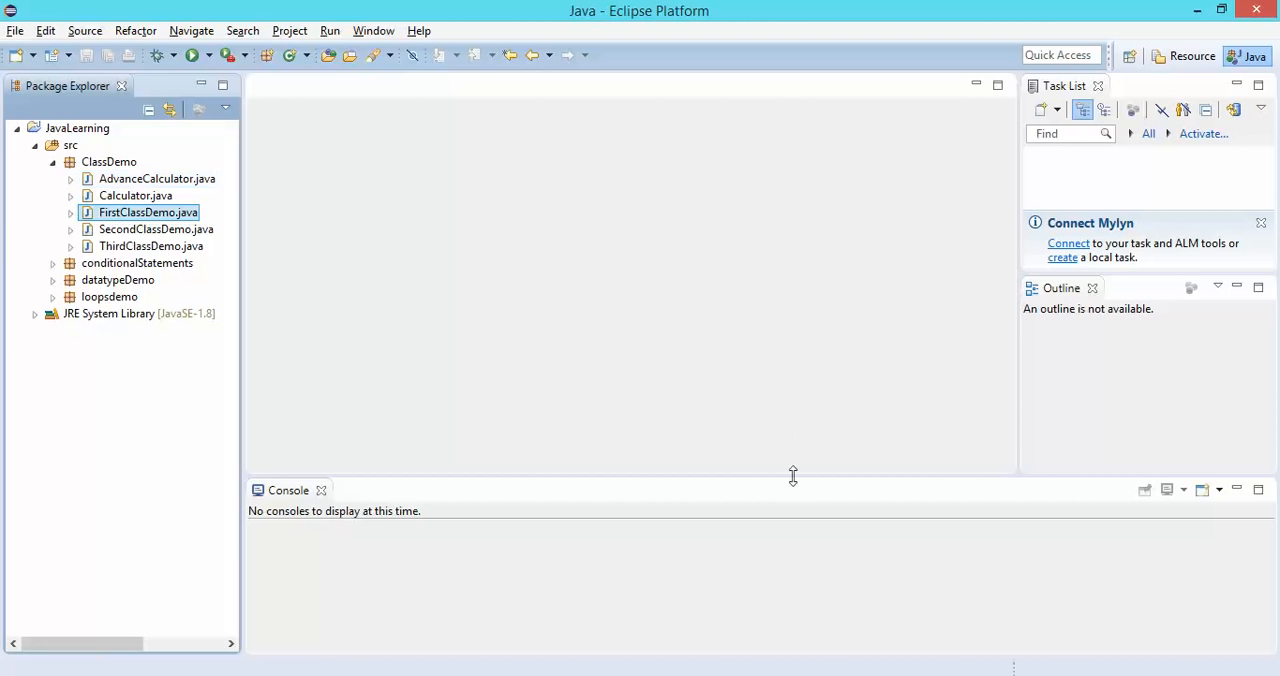 Java - Eclipse Platform
File Edit Source Refactor Navigate Search Project Run Window Help
Quick Access
Resource
Java
Package Explorer
Task List
JavaLearning
src
ClassDemo
AdvanceCalculator.java
Calculator.java
FirstClassDemo.java
SecondClassDemo.java
ThirdClassDemo.java
conditionalStatements
datatypeDemo
loopsdemo
JRE System Library [JavaSE-1.8]
Find
All
Activate...
Connect Mylyn
Connect to your task and ALM tools or
create a local task.
Outline
An outline is not available.
Console
No consoles to display at this time.